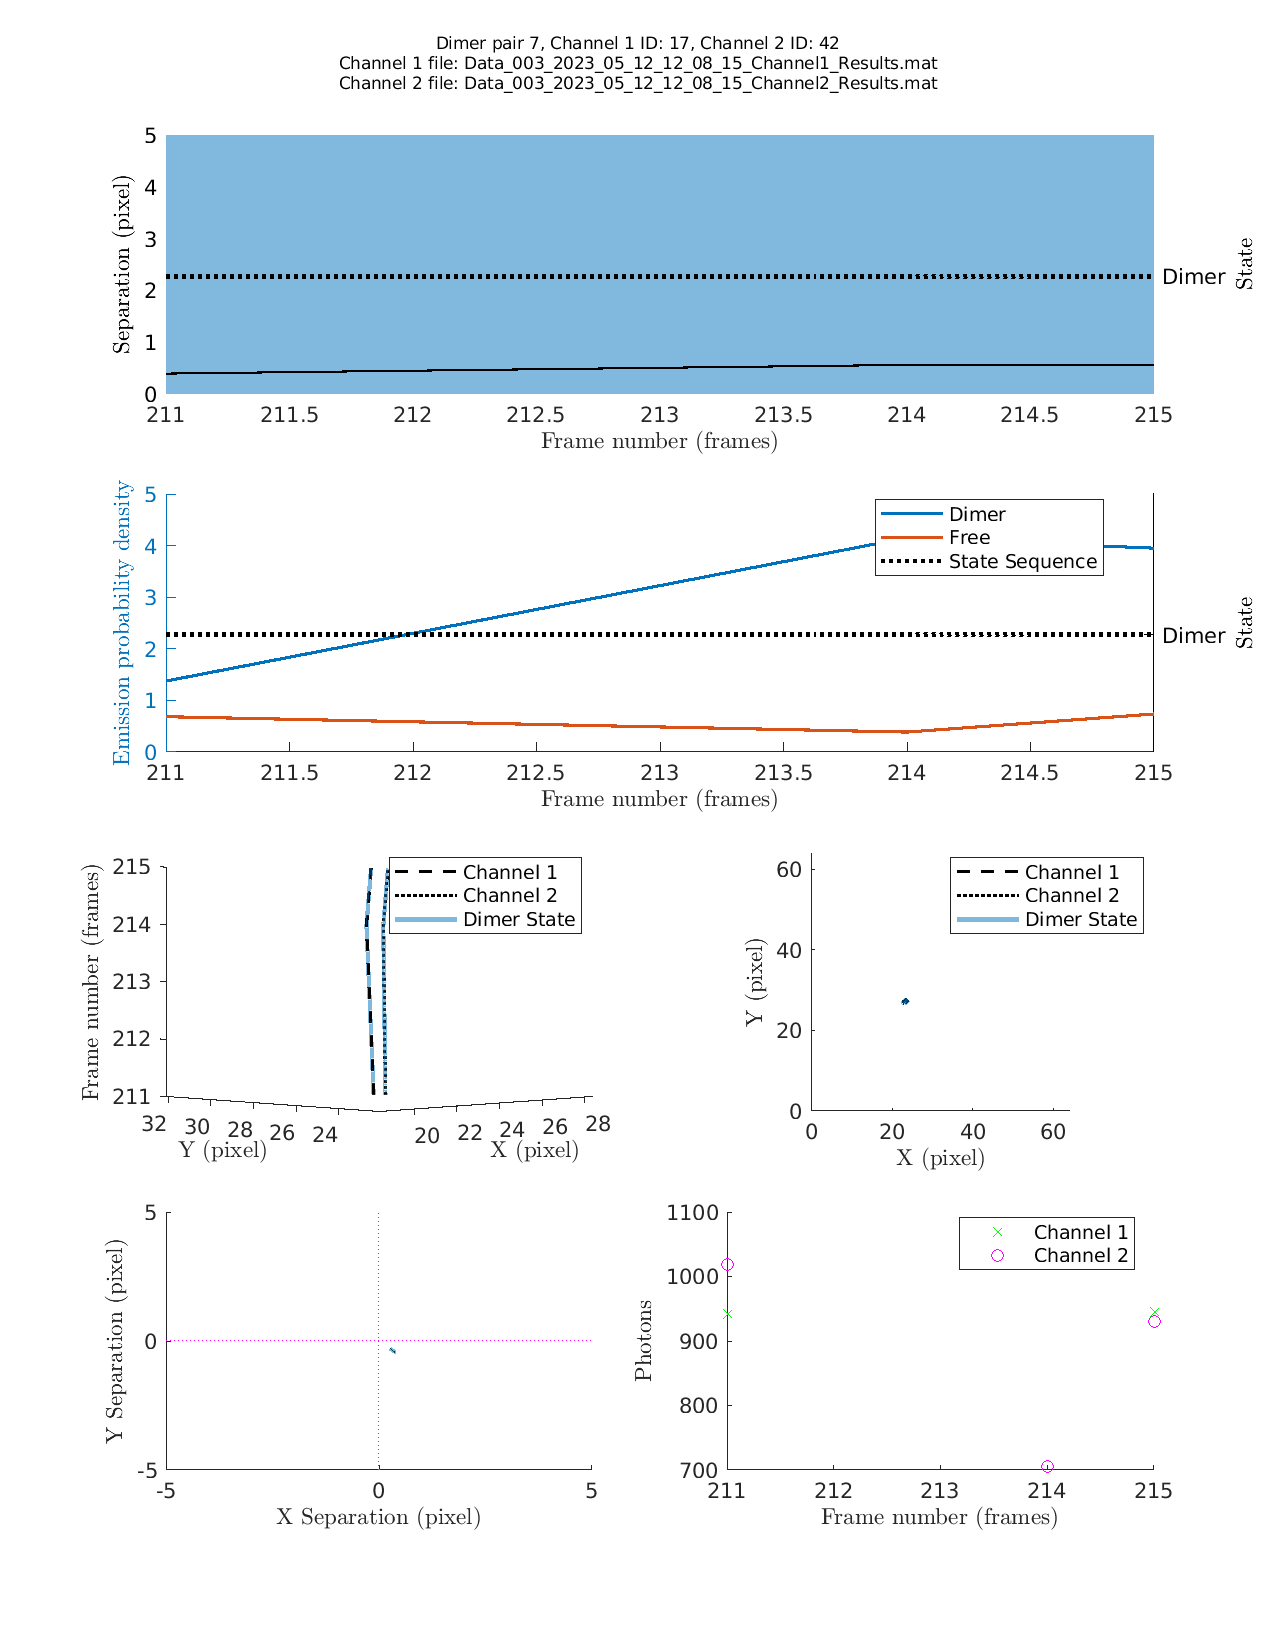 Dimer pair 7, Channel 1 ID: 17, Channel 2 ID: 42
Channel 1 file: Data_003_2023_05_12_12_08_15_Channel1_Results.mat
Channel 2 file: Data_003_2023_05_12_12_08_15_Channel2_Results.mat
5
4
3
2
1
0
Separation (pixel)
Dimer
State
211 211.5 212 212.5 213 213.5 214 214.5 215
Frame number (frames)
5
4
3
2
1
0
Emission probability density
Dimer
Free
State Sequence
Dimer
State
211 211.5 212 212.5 213 213.5 214 214.5 215
Frame number (frames)
215
214
213
212
211
Frame number (frames)
Channel 1
Channel 2
Dimer State
32 30 28 26 24
20 22 24 26 28
Y (pixel)
X (pixel)
60
40
20
0
Y (pixel)
Channel 1
Channel 2
Dimer State
0 20 40 60
X (pixel)
5
0
-5
Y Separation (pixel)
-5 0 5
X Separation (pixel)
1100
1000
900
800
700
Photons
Channel 1
Channel 2
211 212 213 214 215
Frame number (frames)